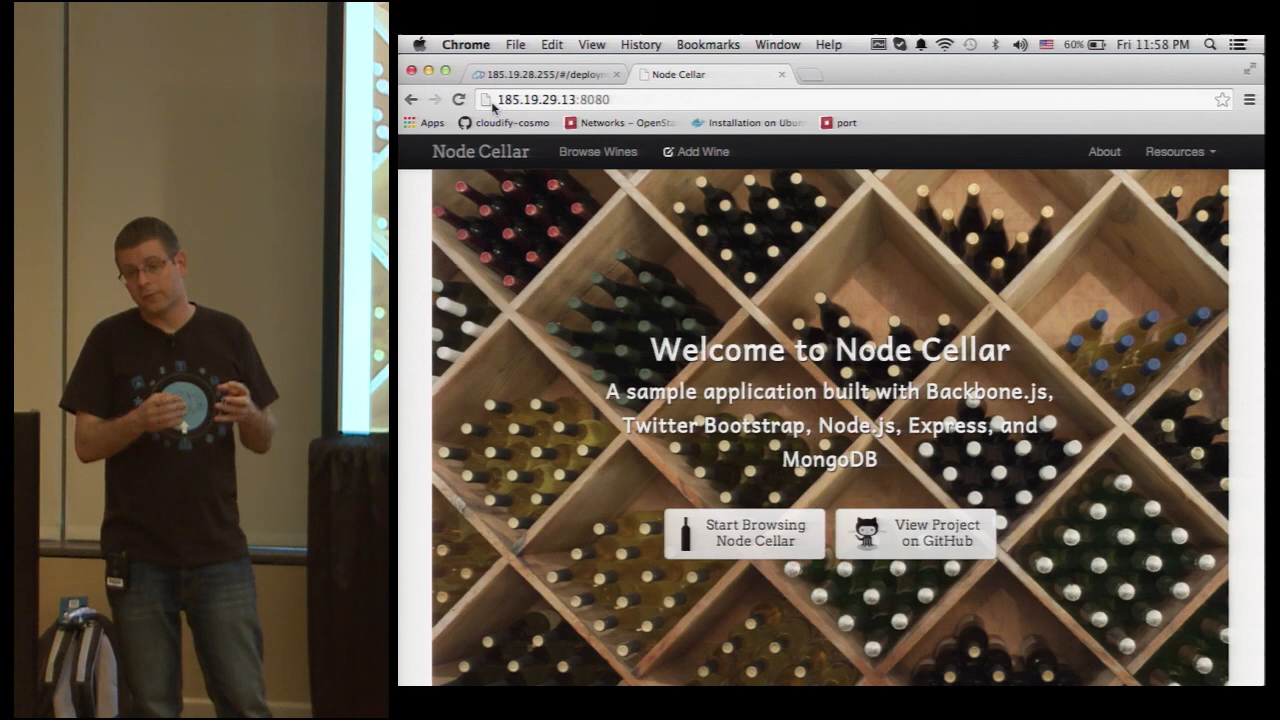 Chrome File Edit View History Bookmarks Window Help 60% Fri 11:58 PM
185.19.28.255/#/deploym Node Cellar
185.19.29.13:8080
Apps cloudify-cosmo Networks - OpenSta Installation on Ubun port
Node Cellar Browse Wines Add Wine About Resources
Welcome to Node Cellar
A sample application built with Backbone.js,
Twitter Bootstrap, Node.js, Express, and
MongoDB
Start Browsing
Node Cellar
View Project
on GitHub